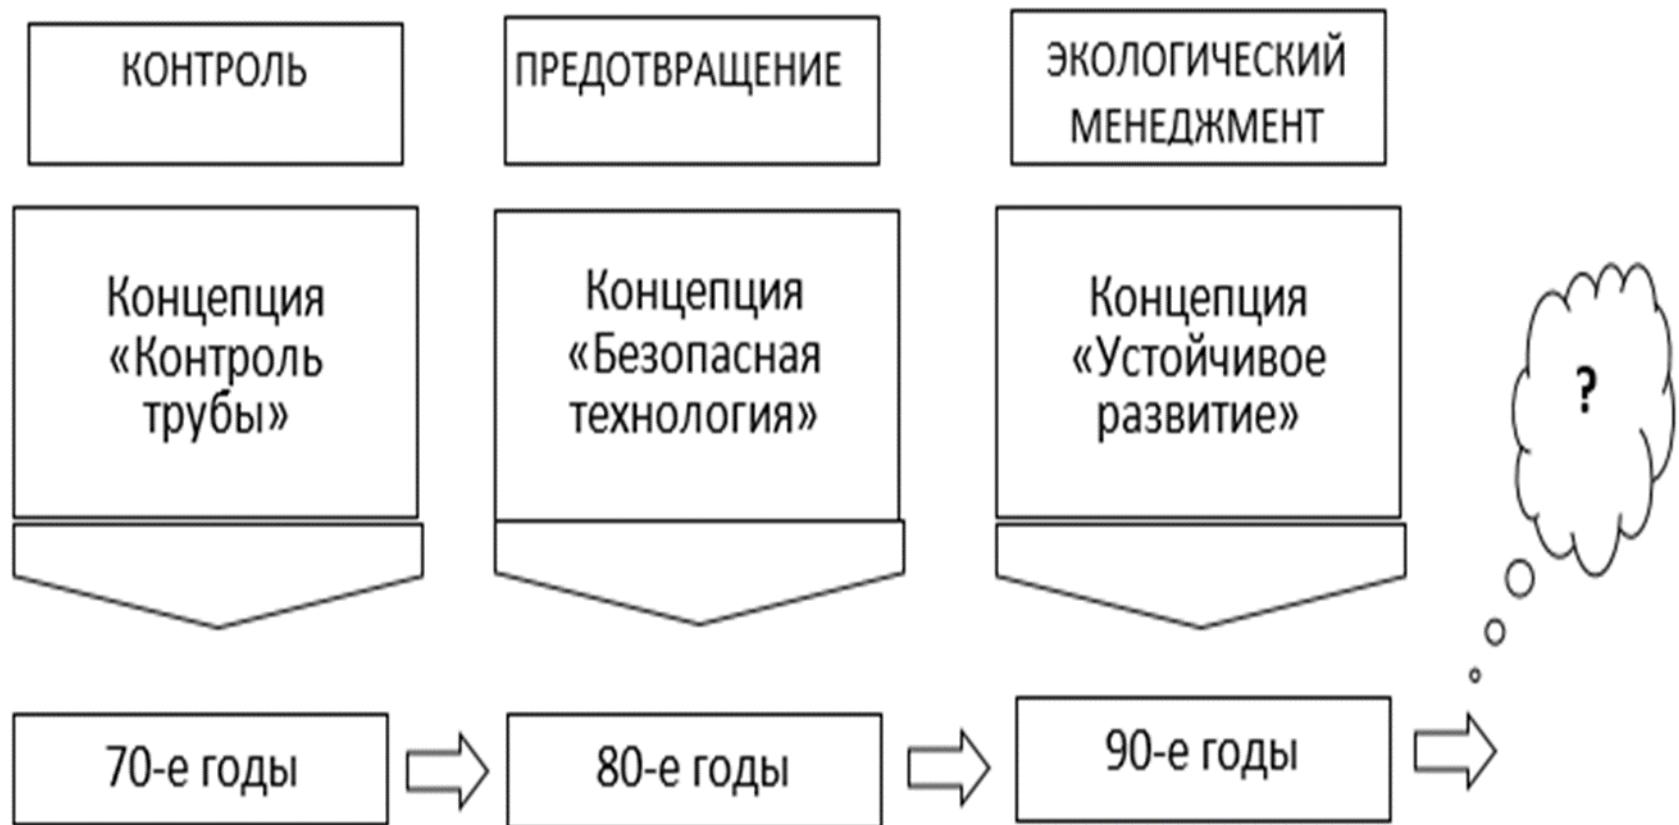 КОНТРОЛЬ
ПРЕДОТВРАЩЕНИЕ
ЭКОЛОГИЧЕСКИЙ
МЕНЕДЖМЕНТ
Концепция
«Контроль
трубы»
Концепция
«Безопасная
технология»
Концепция
«Устойчивое
развитие»
?
70-е годы
80-е годы
90-е годы